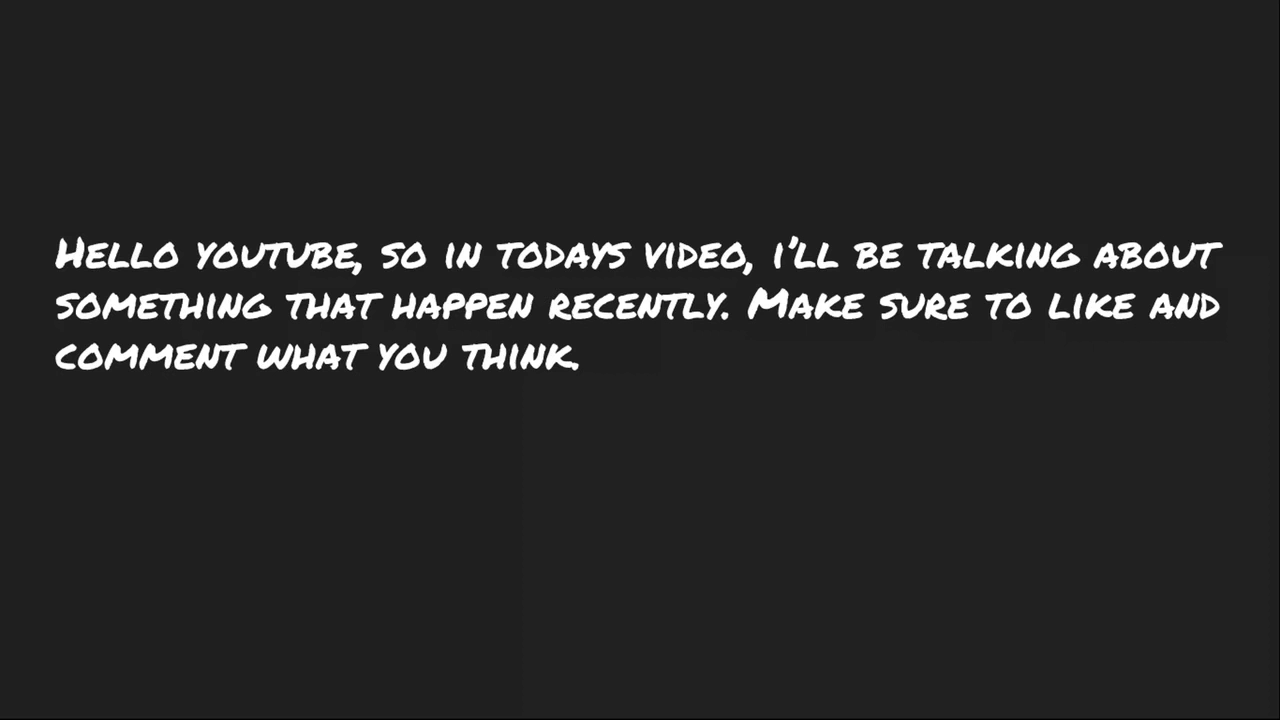 Hello youtube, so in todays video, i'll be talking about
something that happen recently. Make sure to like and
comment what you think.